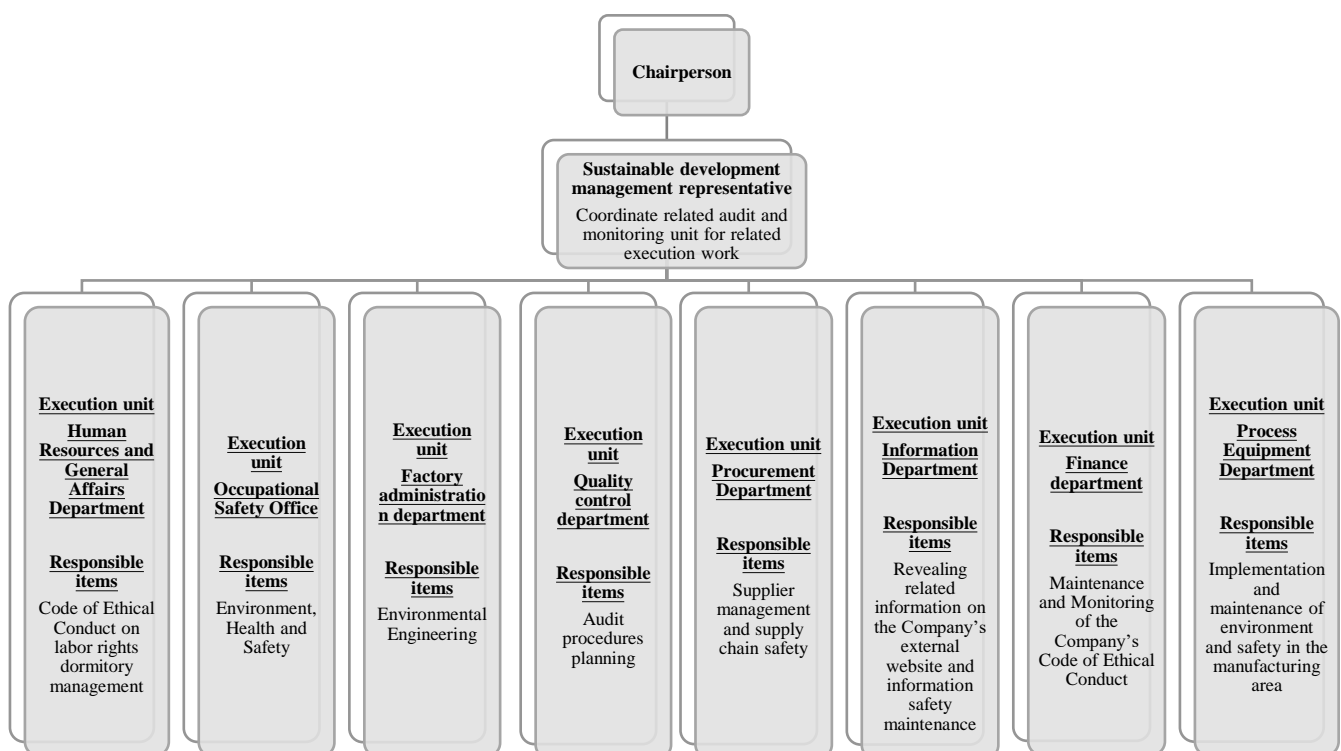 Chairperson
Sustainable development
management representative
Coordinate related audit and
monitoring unit for related
execution work
Execution unit
Human
Resources and
General
Affairs
Department
Responsible
items
Code of Ethical
Conduct on
labor rights
dormitory
management
Execution
unit
Occupational
Safety Office
Responsible
items
Environment,
Health and
Safety
Execution
unit
Factory
administratio
n department
Responsible
items
Environmental
Engineering
Execution
unit
Quality
control
department
Responsible
items
Audit
procedures
planning
Execution unit
Procurement
Department
Responsible
items
Supplier
management
and supply
chain safety
Execution unit
Information
Department
Responsible
items
Revealing
related
information on
the Company’s
external
website and
information
safety
maintenance
Execution unit
Finance
department
Responsible
items
Maintenance
and Monitoring
of the
Company’s
Code of Ethical
Conduct
Execution unit
Process
Equipment
Department
Responsible
items
Implementation
and
maintenance of
environment
and safety in the
manufacturing
area